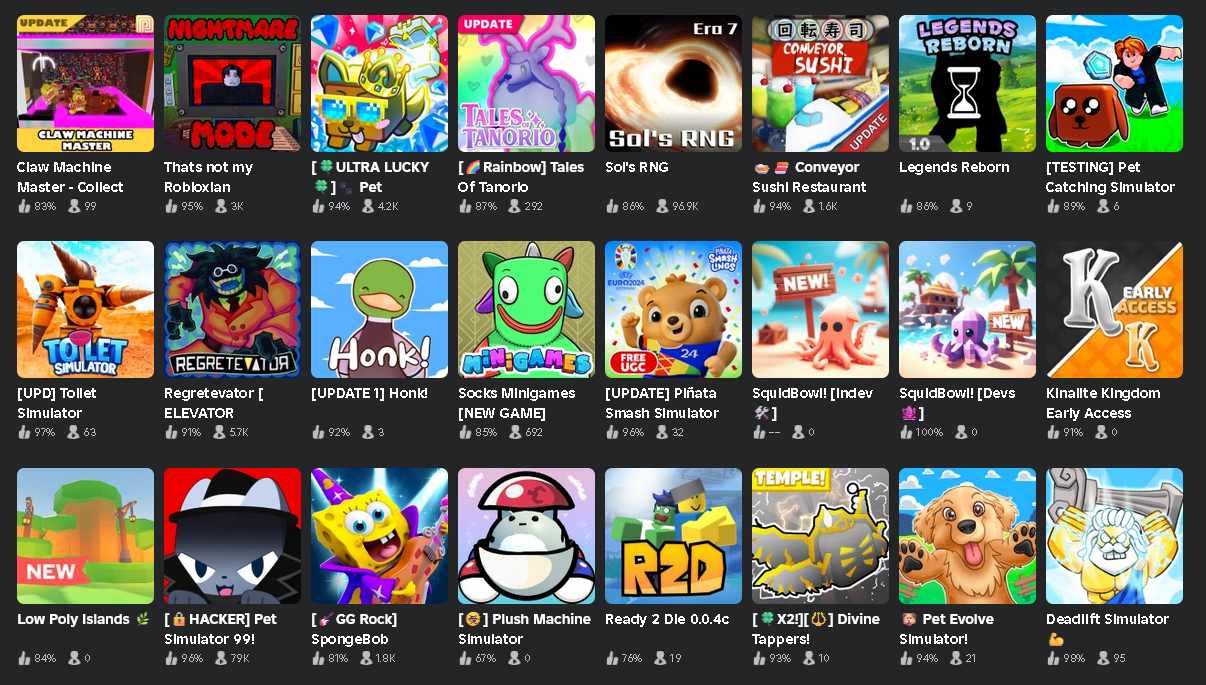 UPDATE
CLAW MACHINE
MASTER
NIGHTMARE
MODE
UPDATE
TALES OF
TANORIO
Era 7
Sol's RNG
回転寿司
CONVEYOR
SUSHI
UPDATE
LEGENDS
REBORN
1.0
Claw Machine
Master - Collect
Thats not my
Robloxian
[🍀ULTRA LUCKY
🍀]🐾 Pet
[🌈Rainbow] Tales
Of Tanorio
Sol's RNG
🍣 Conveyor
Sushi Restaurant
Legends Reborn
[TESTING] Pet
Catching Simulator
83% 99
95% 3K
94% 4.2K
87% 292
86% 96.9K
94% 1.6K
86% 9
89% 6
TOILET
SIMULATOR
REGRETEVATOR
Honk!
MINIGAMES
EURO2024
GERMANY
PIÑATA
SMASH
LINGS
24
FREE
UGC
NEW!
NEW
K
EARLY
ACCESS
K
[UPD] Toilet
Simulator
Regretevator [
ELEVATOR
[UPDATE 1] Honk!
Socks Minigames
[NEW GAME]
[UPDATE] Piñata
Smash Simulator
SquidBowl! [Indev
🛠️]
SquidBowl! [Devs
]
Kinalite Kingdom
Early Access
97% 63
91% 5.7K
92% 3
85% 692
96% 32
-- 0
100% 0
91% 0
NEW
R2D
TEMPLE!
Low Poly Islands 🌿
[🔒HACKER] Pet
Simulator 99!
[🎸GG Rock]
SpongeBob
[] Plush Machine
Simulator
Ready 2 Die 0.0.4c
[🍀X2!][🔱] Divine
Tappers!
Pet Evolve
Simulator!
Deadlift Simulator
💪
84% 0
96% 79K
81% 1.8K
67% 0
76% 19
93% 10
94% 21
98% 95